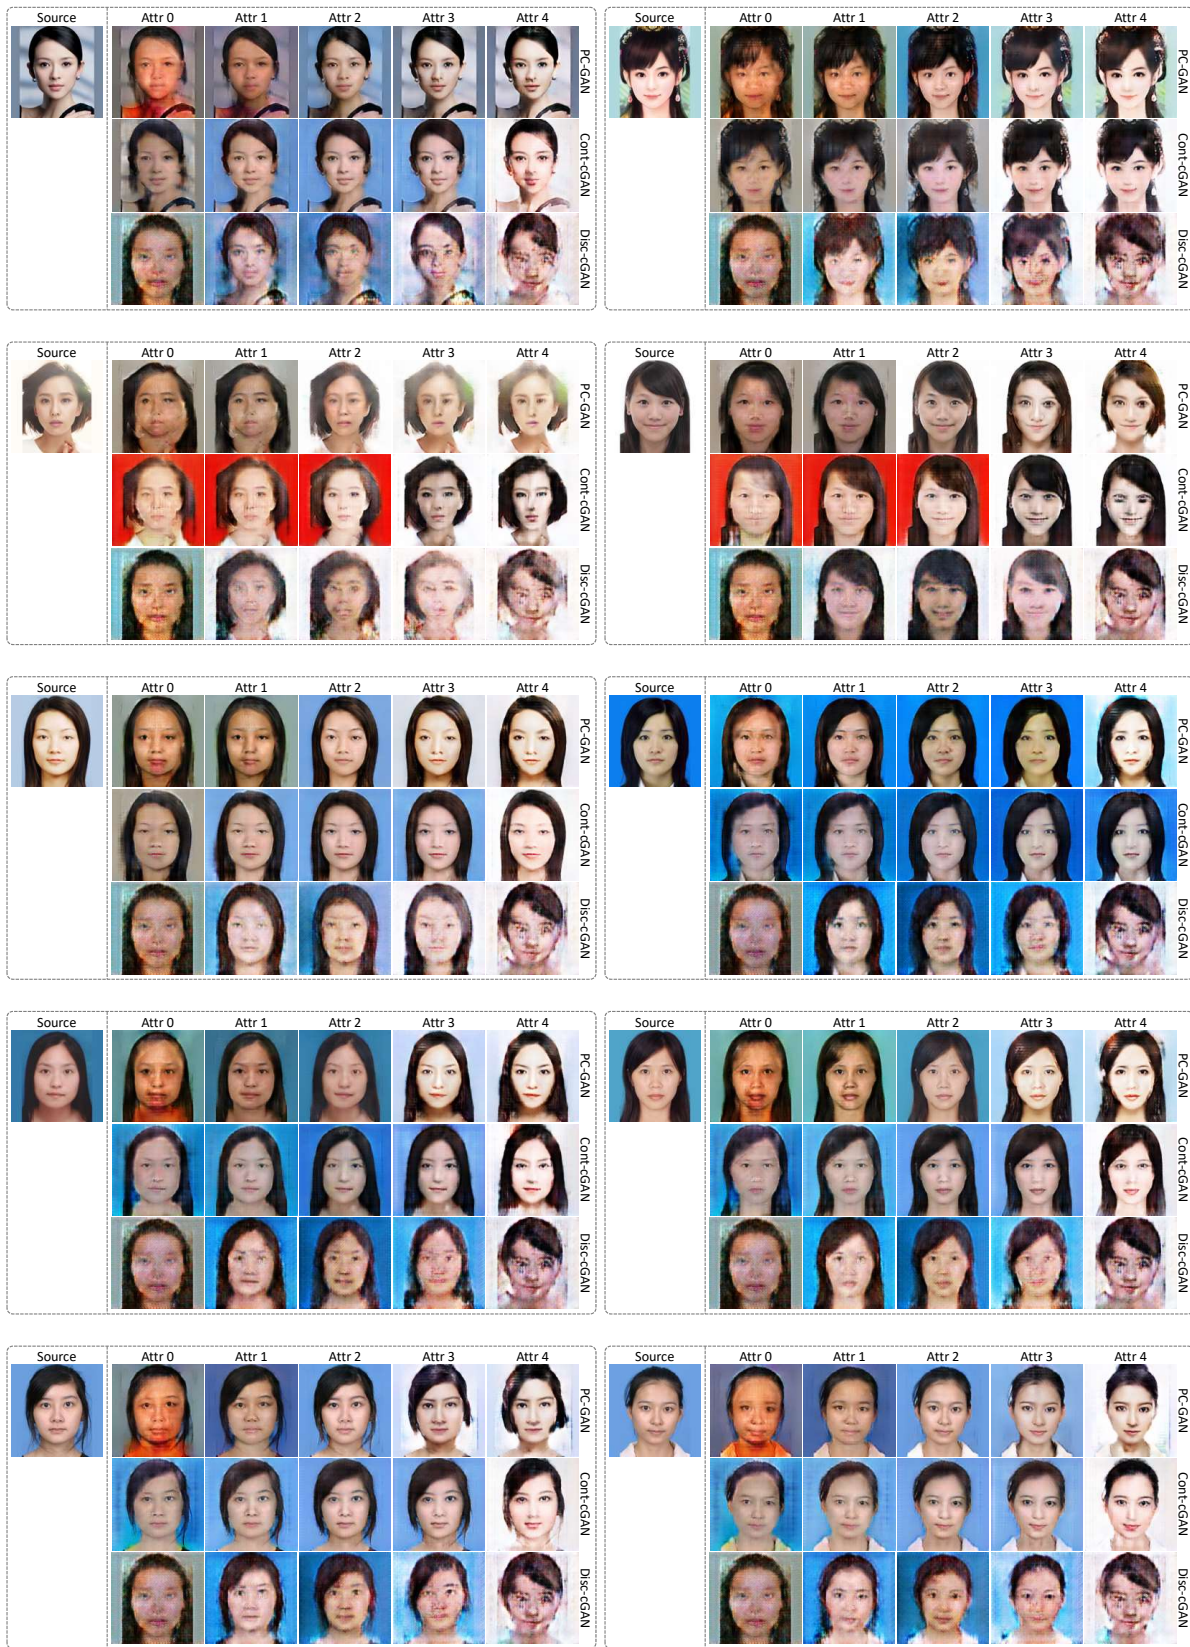 Source Attr 0 Attr 1 Attr 2 Attr 3 Attr 4
PC-GAN
Cont-cGAN
Disc-cGAN
Source Attr 0 Attr 1 Attr 2 Attr 3 Attr 4
PC-GAN
Cont-cGAN
Disc-cGAN
Source Attr 0 Attr 1 Attr 2 Attr 3 Attr 4
PC-GAN
Cont-cGAN
Disc-cGAN
Source Attr 0 Attr 1 Attr 2 Attr 3 Attr 4
PC-GAN
Cont-cGAN
Disc-cGAN
Source Attr 0 Attr 1 Attr 2 Attr 3 Attr 4
PC-GAN
Cont-cGAN
Disc-cGAN
Source Attr 0 Attr 1 Attr 2 Attr 3 Attr 4
PC-GAN
Cont-cGAN
Disc-cGAN
Source Attr 0 Attr 1 Attr 2 Attr 3 Attr 4
PC-GAN
Cont-cGAN
Disc-cGAN
Source Attr 0 Attr 1 Attr 2 Attr 3 Attr 4
PC-GAN
Cont-cGAN
Disc-cGAN
Source Attr 0 Attr 1 Attr 2 Attr 3 Attr 4
PC-GAN
Cont-cGAN
Disc-cGAN
Source Attr 0 Attr 1 Attr 2 Attr 3 Attr 4
PC-GAN
Cont-cGAN
Disc-cGAN